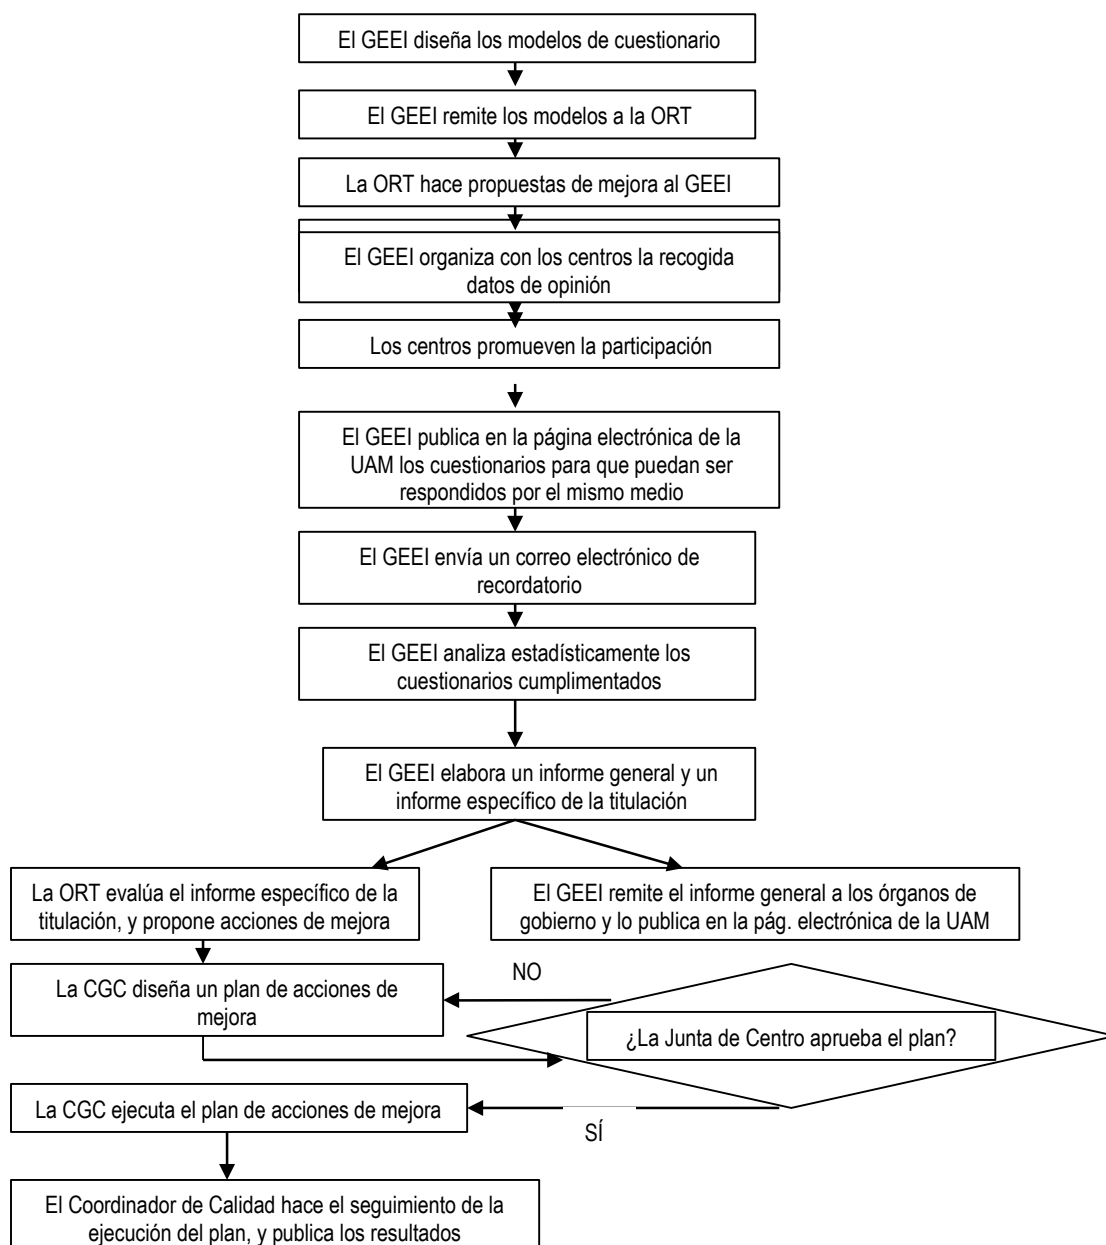 El GEEI diseña los modelos de cuestionario
El GEEI remite los modelos a la ORT
La ORT hace propuestas de mejora al GEEI
El GEEI organiza con los centros la recogida
datos de opinión
Los centros promueven la participación
El GEEI publica en la página electrónica de la
UAM los cuestionarios para que puedan ser
respondidos por el mismo medio
El GEEI envía un correo electrónico de
recordatorio
El GEEI analiza estadísticamente los
cuestionarios cumplimentados
El GEEI elabora un informe general y un
informe específico de la titulación
La ORT evalúa el informe específico de la
titulación, y propone acciones de mejora
El GEEI remite el informe general a los órganos de
gobierno y lo publica en la pág. electrónica de la UAM
La CGC diseña un plan de acciones de
mejora
NO
¿La Junta de Centro aprueba el plan?
La CGC ejecuta el plan de acciones de mejora
SÍ
El Coordinador de Calidad hace el seguimiento de la
ejecución del plan, y publica los resultados